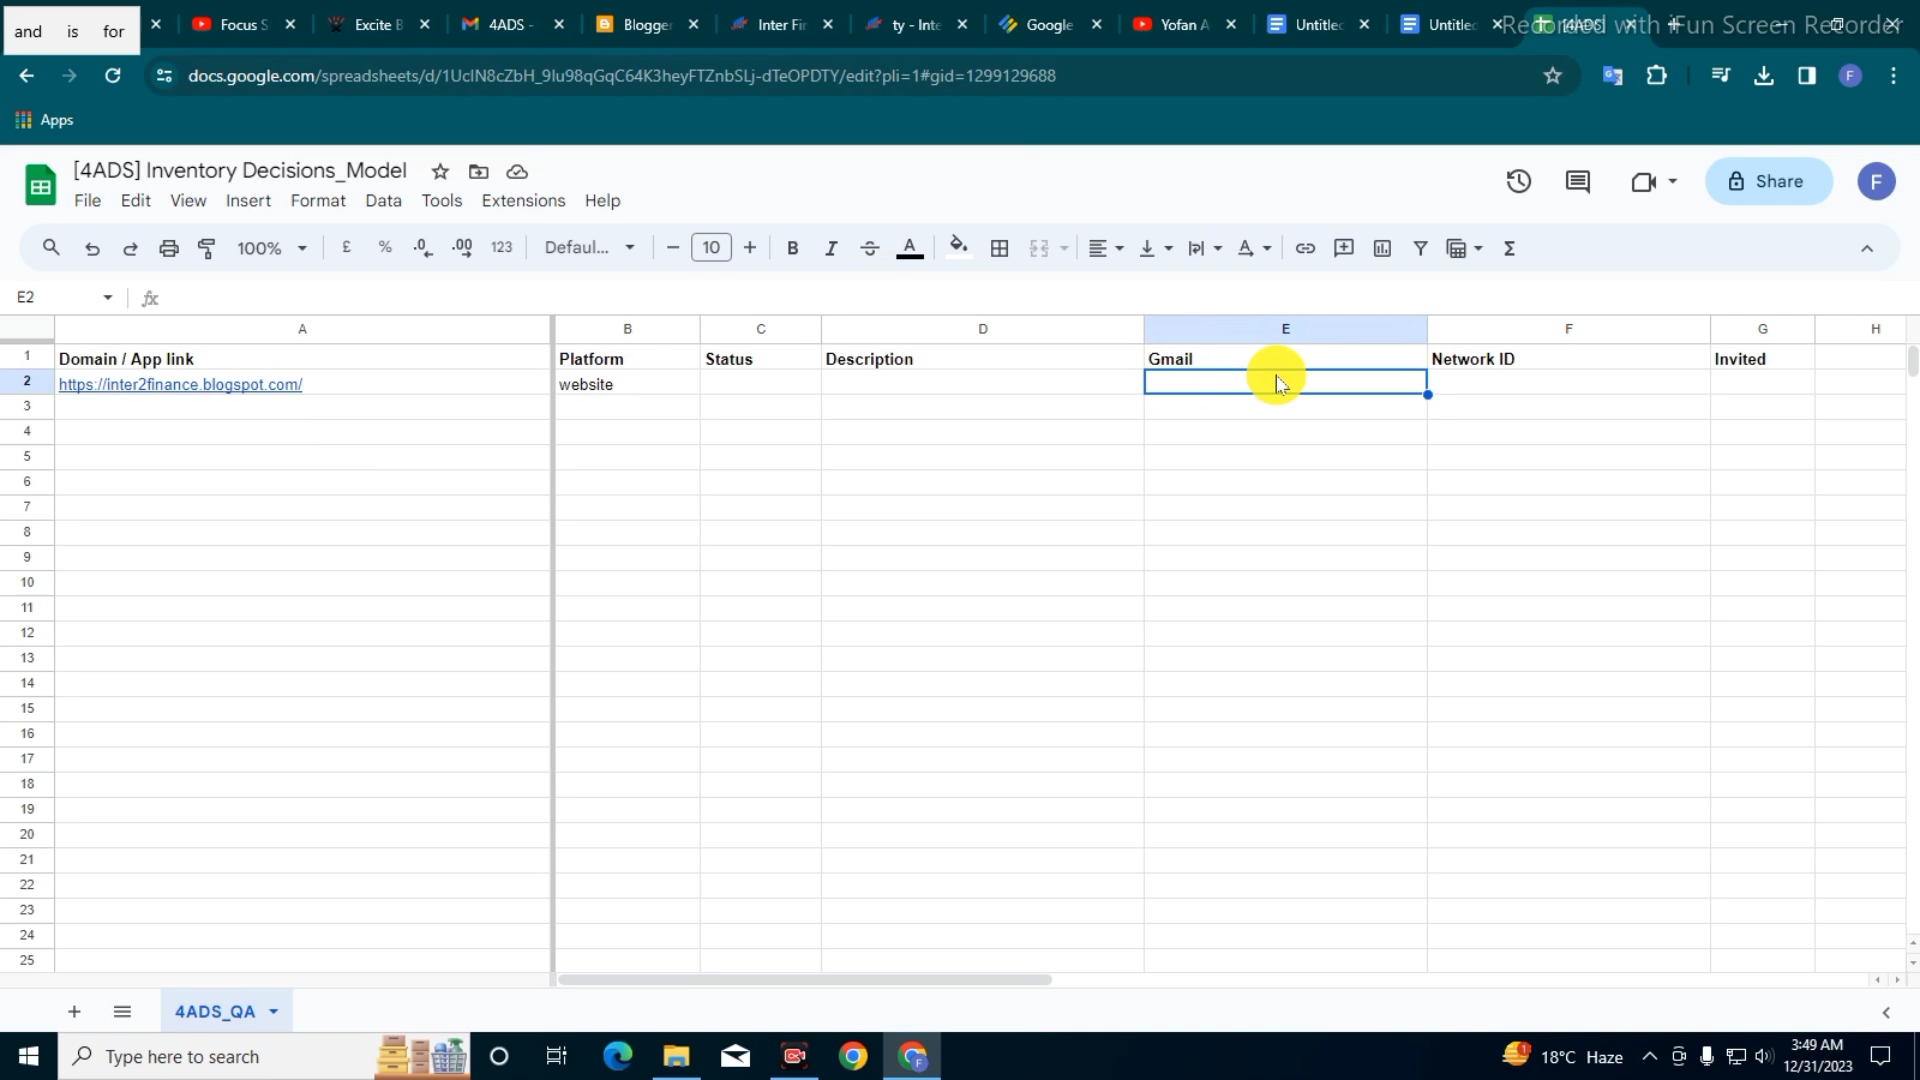 and is for
Focus S
Excite B
4ADS -
Blogge
Inter Fir
ty - Inte
Google
Yofan A
Untitle
Untitle
[4ADS]
Recorded with iFun Screen Recorder
docs.google.com/spreadsheets/d/1UclN8cZbH_9Iu98qGqC64K3heyFTZnbSLj-dTeOPDTY/edit?pli=1#gid=1299129688
F
Apps
[4ADS] Inventory Decisions_Model
File Edit View Insert Format Data Tools Extensions Help
Share
F
100% £ % .0 .00 123 Defaul... 10 B I A
E2 fx
A B C D E F G H
1 Domain / App link Platform Status Description Gmail Network ID Invited
2 https://inter2finance.blogspot.com/ website
3
4
5
6
7
8
9
10
11
12
13
14
15
16
17
18
19
20
21
22
23
24
25
4ADS_QA
Type here to search
F
1
18°C Haze
3:49 AM
12/31/2023